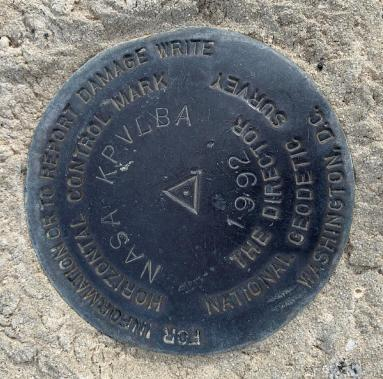 FOR INFORMATION OR TO REPORT DAMAGE WRITE
THE DIRECTOR
NATIONAL GEODETIC SURVEY
WASHINGTON, D.C.
HORIZONTAL CONTROL MARK
NASA KPVLBA
1992